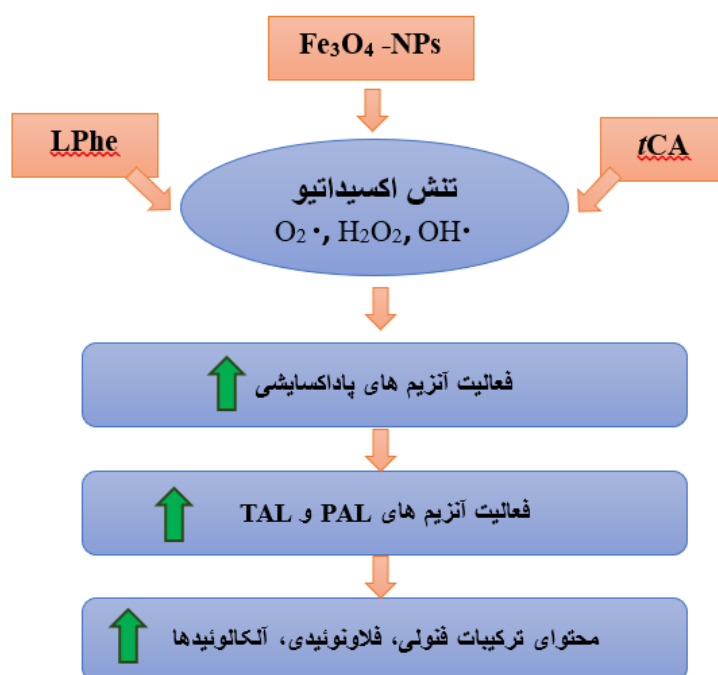 Fe₃O₄ -NPs
LPhe
tCA
تنش اکسیداتیو
O₂•, H₂O₂, OH•
فعالیت آنزیم های پاداکسایشی
فعالیت آنزیم های PAL و TAL
محتوای ترکیبات فنولی، فلاونوئیدی، آلکالوئیدها